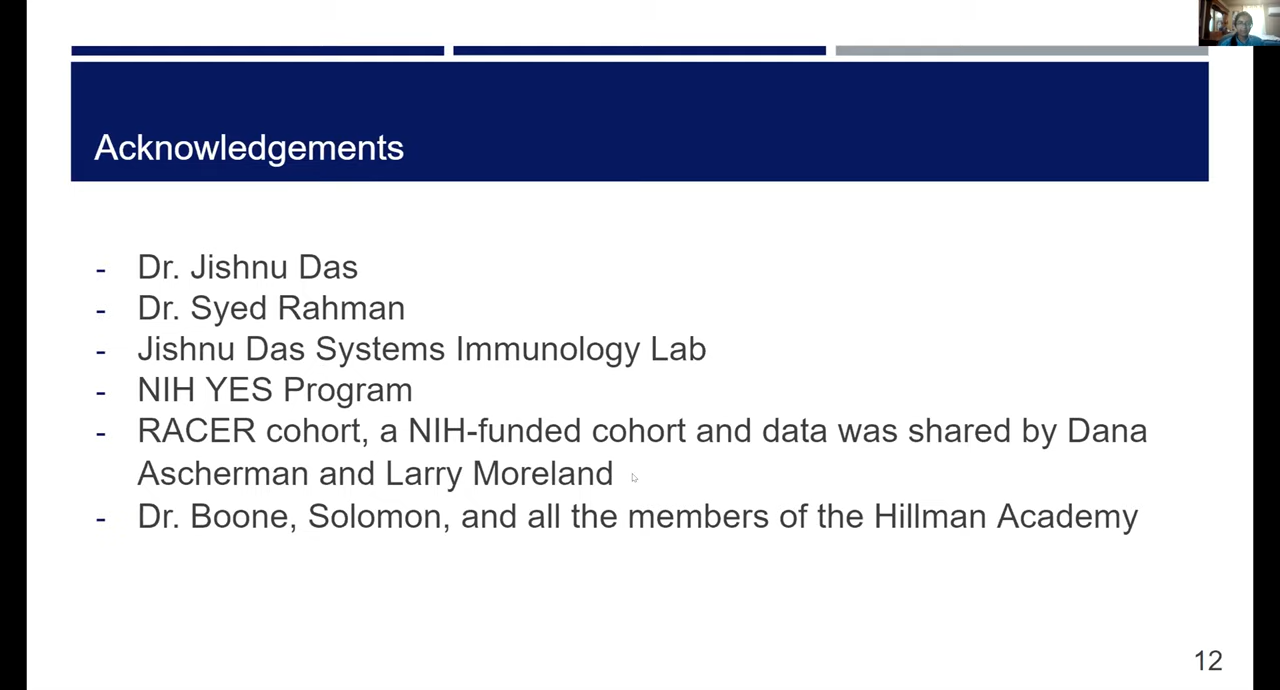 Acknowledgements
- Dr. Jishnu Das
- Dr. Syed Rahman
- Jishnu Das Systems Immunology Lab
- NIH YES Program
- RACER cohort, a NIH-funded cohort and data was shared by Dana
Ascherman and Larry Moreland
- Dr. Boone, Solomon, and all the members of the Hillman Academy
12